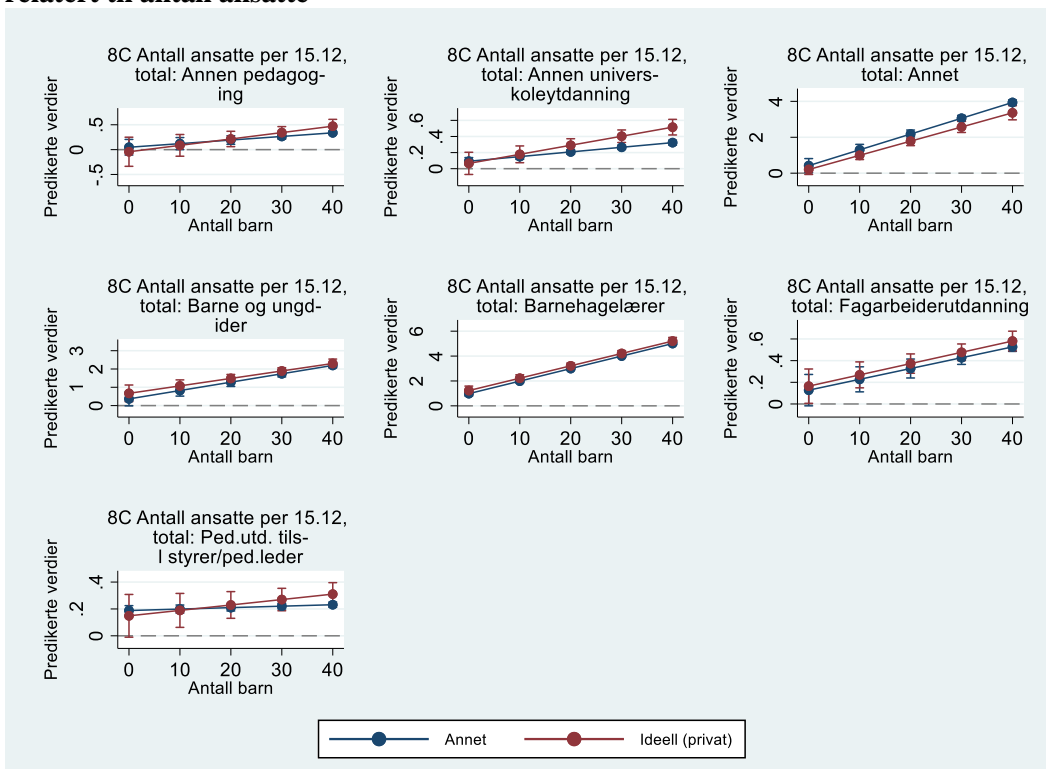 relatert til antall ansatte
8C Antall ansatte per 15.12,
total: Annen pedagog-
ing
Predikerte verdier
.5
0
-.5
0 10 20 30 40
Antall barn
8C Antall ansatte per 15.12,
total: Annen univers-
koleytdanning
Predikerte verdier
.6
.4
.2
0
0 10 20 30 40
Antall barn
8C Antall ansatte per 15.12,
total: Annet
Predikerte verdier
4
2
0
0 10 20 30 40
Antall barn
8C Antall ansatte per 15.12,
total: Barne og ungd-
ider
Predikerte verdier
3
2
1
0
0 10 20 30 40
Antall barn
8C Antall ansatte per 15.12,
total: Barnehagelærer
Predikerte verdier
6
4
2
0
0 10 20 30 40
Antall barn
8C Antall ansatte per 15.12,
total: Fagarbeiderutdanning
Predikerte verdier
.6
.4
.2
0
0 10 20 30 40
Antall barn
8C Antall ansatte per 15.12,
total: Ped.utd. tils-
l styrer/ped.leder
Predikerte verdier
.4
.2
0
0 10 20 30 40
Antall barn
Annet Ideell (privat)